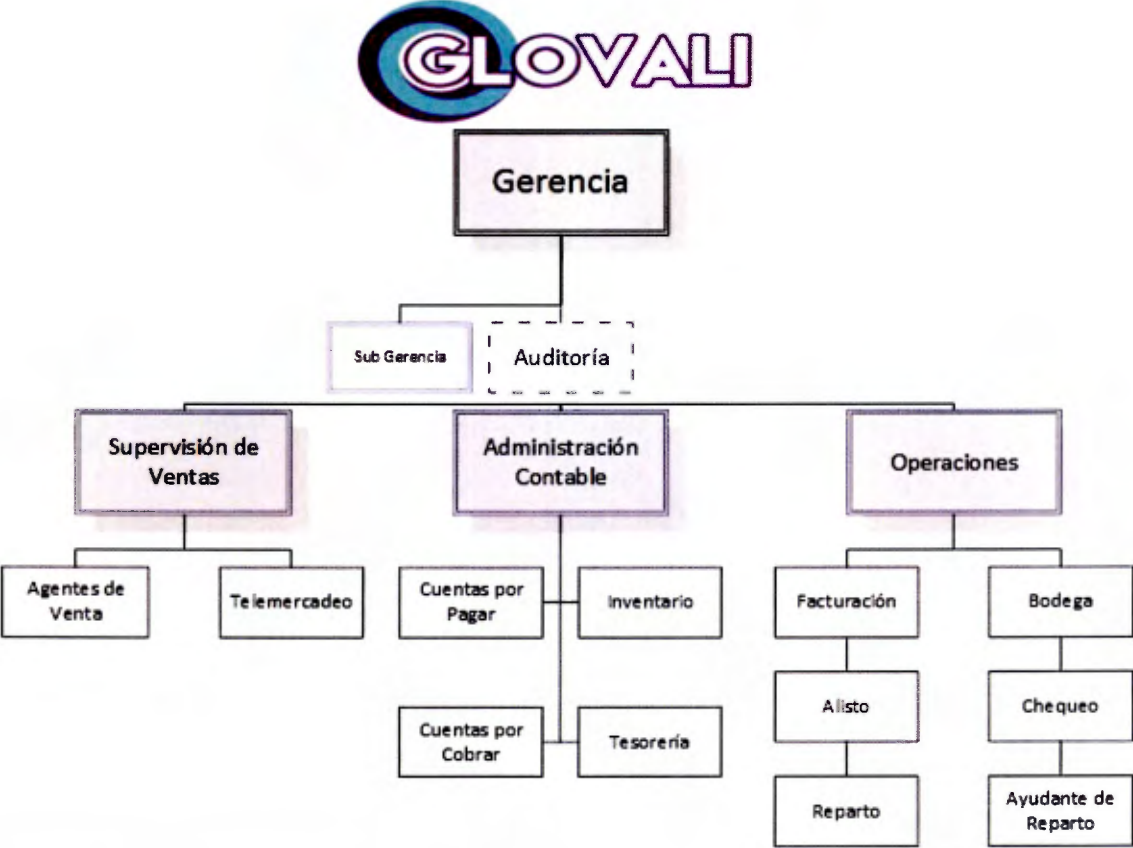 GLOVALI
Gerencia
Sub Gerencia
Auditoría
Supervisión de
Ventas
Administración
Contable
Operaciones
Agentes de
Venta
Telemercadeo
Cuentas por
Pagar
Inventario
Facturación
Bodega
Cuentas por
Cobrar
Tesorería
Alisto
Chequeo
Reparto
Ayudante de
Reparto